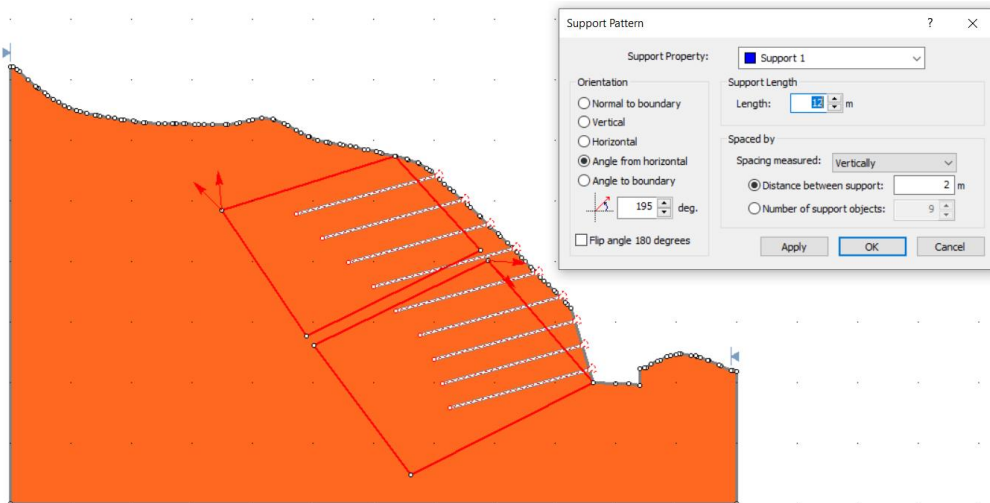 Support Pattern ? ×
Support Property: Support 1
Orientation
Normal to boundary
Vertical
Horizontal
Angle from horizontal
Angle to boundary
195 deg.
Flip angle 180 degrees
Support Length
Length: 12 m
Spaced by
Spacing measured: Vertically
Distance between support: 2 m
Number of support objects: 9
Apply OK Cancel